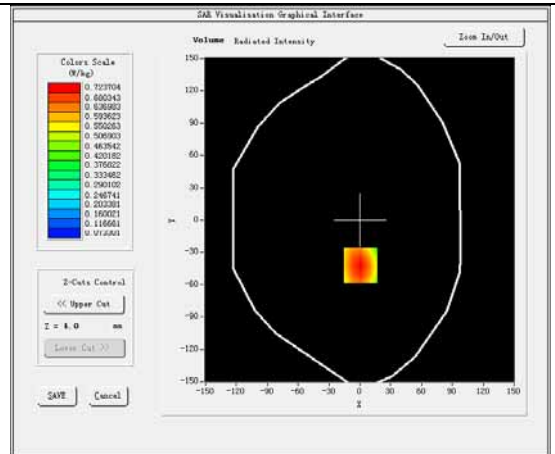 SAR Visualisation Graphical Interface
Volume Radiated Intensity
Zoom In/Out
Colors Scale
(W/kg)
0.723704
0.680343
0.636983
0.593623
0.550263
0.506903
0.463542
0.420182
0.376822
0.333462
0.290102
0.246741
0.203381
0.160021
0.116661
0.073301
150
120
90
60
30
0
-30
-60
-90
-120
-150
Y
-150 -120 -90 -60 -30 0 30 60 90 120 150
X
Z-Cuts Control
<< Upper Cut
Z = 4.0 mm
Lower Cut >>
SAVE Cancel